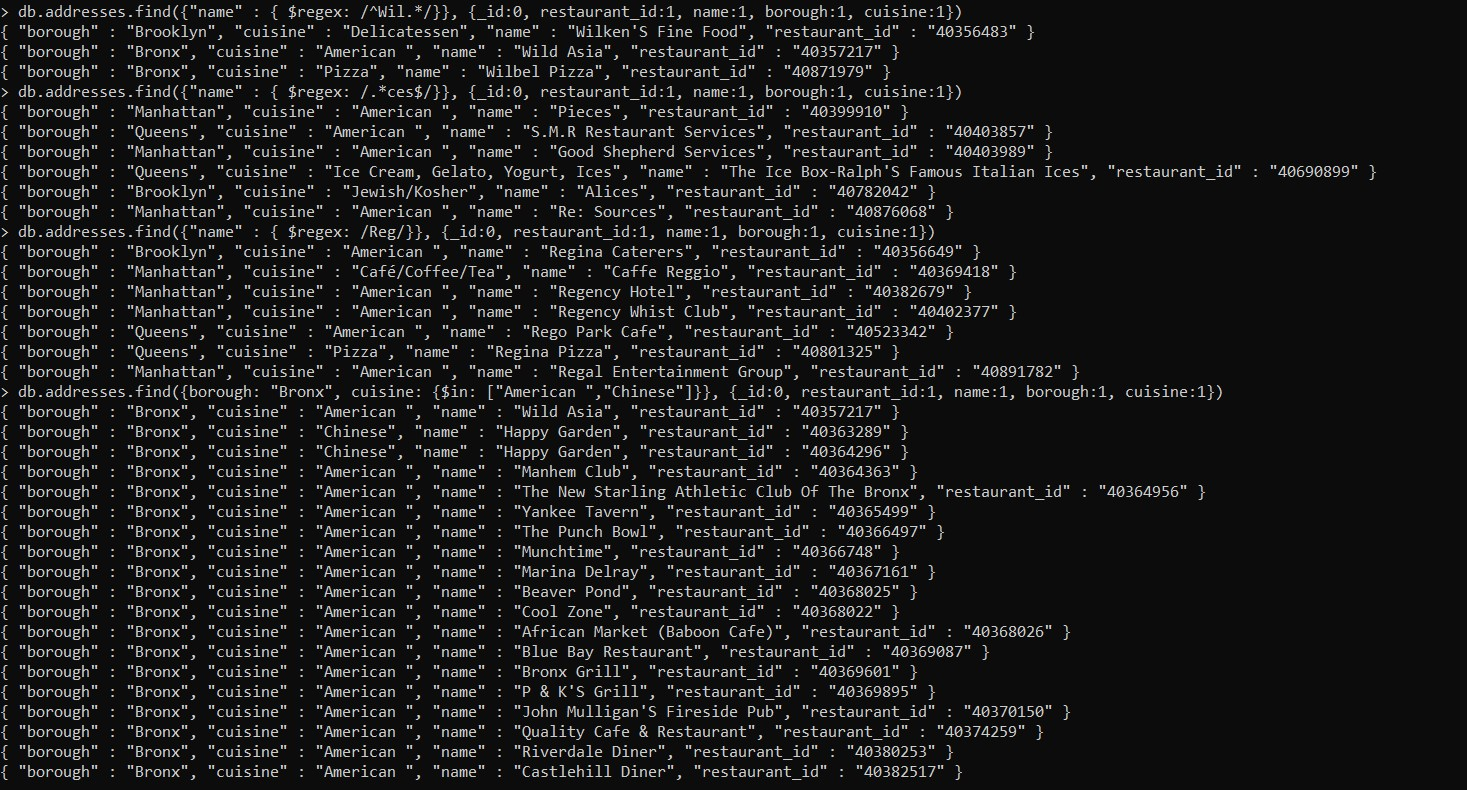 > db.addresses.find({"name" : { $regex: /^Wil.*/}}, {_id:0, restaurant_id:1, name:1, borough:1, cuisine:1})
{ "borough" : "Brooklyn", "cuisine" : "Delicatessen", "name" : "Wilken'S Fine Food", "restaurant_id" : "40356483" }
{ "borough" : "Bronx", "cuisine" : "American ", "name" : "Wild Asia", "restaurant_id" : "40357217" }
{ "borough" : "Bronx", "cuisine" : "Pizza", "name" : "Wilbel Pizza", "restaurant_id" : "40871979" }
> db.addresses.find({"name" : { $regex: /.*ces$/}}, {_id:0, restaurant_id:1, name:1, borough:1, cuisine:1})
{ "borough" : "Manhattan", "cuisine" : "American ", "name" : "Pieces", "restaurant_id" : "40399910" }
{ "borough" : "Queens", "cuisine" : "American ", "name" : "S.M.R Restaurant Services", "restaurant_id" : "40403857" }
{ "borough" : "Manhattan", "cuisine" : "American ", "name" : "Good Shepherd Services", "restaurant_id" : "40403989" }
{ "borough" : "Queens", "cuisine" : "Ice Cream, Gelato, Yogurt, Ices", "name" : "The Ice Box-Ralph'S Famous Italian Ices", "restaurant_id" : "40690899" }
{ "borough" : "Brooklyn", "cuisine" : "Jewish/Kosher", "name" : "Alices", "restaurant_id" : "40782042" }
{ "borough" : "Manhattan", "cuisine" : "American ", "name" : "Re: Sources", "restaurant_id" : "40876068" }
> db.addresses.find({"name" : { $regex: /Reg/}}, {_id:0, restaurant_id:1, name:1, borough:1, cuisine:1})
{ "borough" : "Brooklyn", "cuisine" : "American ", "name" : "Regina Caterers", "restaurant_id" : "40356649" }
{ "borough" : "Manhattan", "cuisine" : "Café/Coffee/Tea", "name" : "Caffe Reggio", "restaurant_id" : "40369418" }
{ "borough" : "Manhattan", "cuisine" : "American ", "name" : "Regency Hotel", "restaurant_id" : "40382679" }
{ "borough" : "Manhattan", "cuisine" : "American ", "name" : "Regency Whist Club", "restaurant_id" : "40402377" }
{ "borough" : "Queens", "cuisine" : "American ", "name" : "Rego Park Cafe", "restaurant_id" : "40523342" }
{ "borough" : "Queens", "cuisine" : "Pizza", "name" : "Regina Pizza", "restaurant_id" : "40801325" }
{ "borough" : "Manhattan", "cuisine" : "American ", "name" : "Regal Entertainment Group", "restaurant_id" : "40891782" }
> db.addresses.find({borough: "Bronx", cuisine: {$in: ["American ","Chinese"]}}, {_id:0, restaurant_id:1, name:1, borough:1, cuisine:1})
{ "borough" : "Bronx", "cuisine" : "American ", "name" : "Wild Asia", "restaurant_id" : "40357217" }
{ "borough" : "Bronx", "cuisine" : "Chinese", "name" : "Happy Garden", "restaurant_id" : "40363289" }
{ "borough" : "Bronx", "cuisine" : "Chinese", "name" : "Happy Garden", "restaurant_id" : "40364296" }
{ "borough" : "Bronx", "cuisine" : "American ", "name" : "Manhem Club", "restaurant_id" : "40364363" }
{ "borough" : "Bronx", "cuisine" : "American ", "name" : "The New Starling Athletic Club Of The Bronx", "restaurant_id" : "40364956" }
{ "borough" : "Bronx", "cuisine" : "American ", "name" : "Yankee Tavern", "restaurant_id" : "40365499" }
{ "borough" : "Bronx", "cuisine" : "American ", "name" : "The Punch Bowl", "restaurant_id" : "40366497" }
{ "borough" : "Bronx", "cuisine" : "American ", "name" : "Munchtime", "restaurant_id" : "40366748" }
{ "borough" : "Bronx", "cuisine" : "American ", "name" : "Marina Delray", "restaurant_id" : "40367161" }
{ "borough" : "Bronx", "cuisine" : "American ", "name" : "Beaver Pond", "restaurant_id" : "40368025" }
{ "borough" : "Bronx", "cuisine" : "American ", "name" : "Cool Zone", "restaurant_id" : "40368022" }
{ "borough" : "Bronx", "cuisine" : "American ", "name" : "African Market (Baboon Cafe)", "restaurant_id" : "40368026" }
{ "borough" : "Bronx", "cuisine" : "American ", "name" : "Blue Bay Restaurant", "restaurant_id" : "40369087" }
{ "borough" : "Bronx", "cuisine" : "American ", "name" : "Bronx Grill", "restaurant_id" : "40369601" }
{ "borough" : "Bronx", "cuisine" : "American ", "name" : "P & K'S Grill", "restaurant_id" : "40369895" }
{ "borough" : "Bronx", "cuisine" : "American ", "name" : "John Mulligan'S Fireside Pub", "restaurant_id" : "40370150" }
{ "borough" : "Bronx", "cuisine" : "American ", "name" : "Quality Cafe & Restaurant", "restaurant_id" : "40374259" }
{ "borough" : "Bronx", "cuisine" : "American ", "name" : "Riverdale Diner", "restaurant_id" : "40380253" }
{ "borough" : "Bronx", "cuisine" : "American ", "name" : "Castlehill Diner", "restaurant_id" : "40382517" }